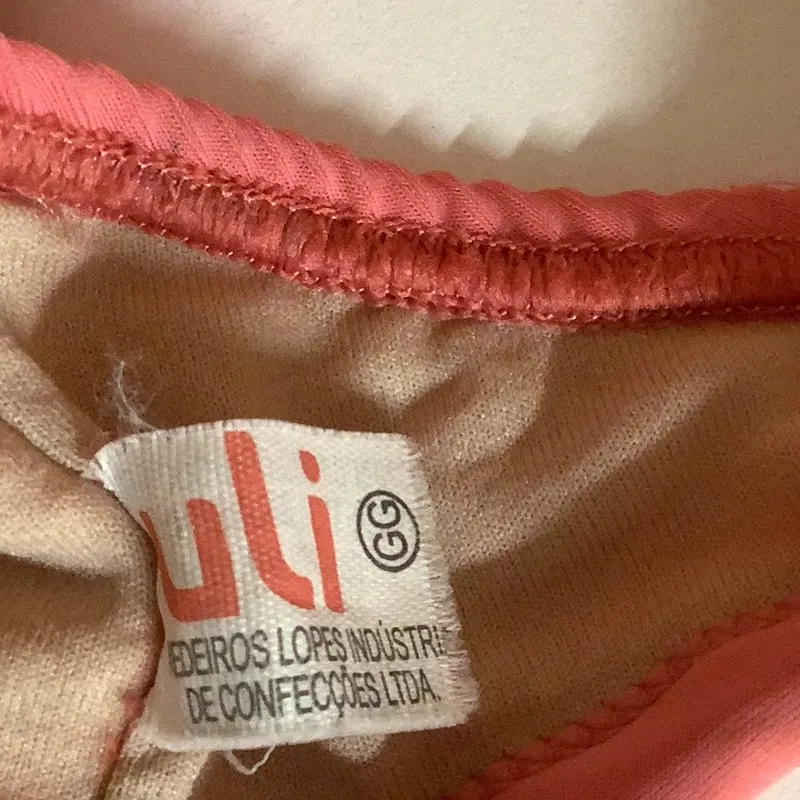 uli
GG
EDEIROS LOPES INDÚSTRI
DE CONFECÇÕES LTDA.